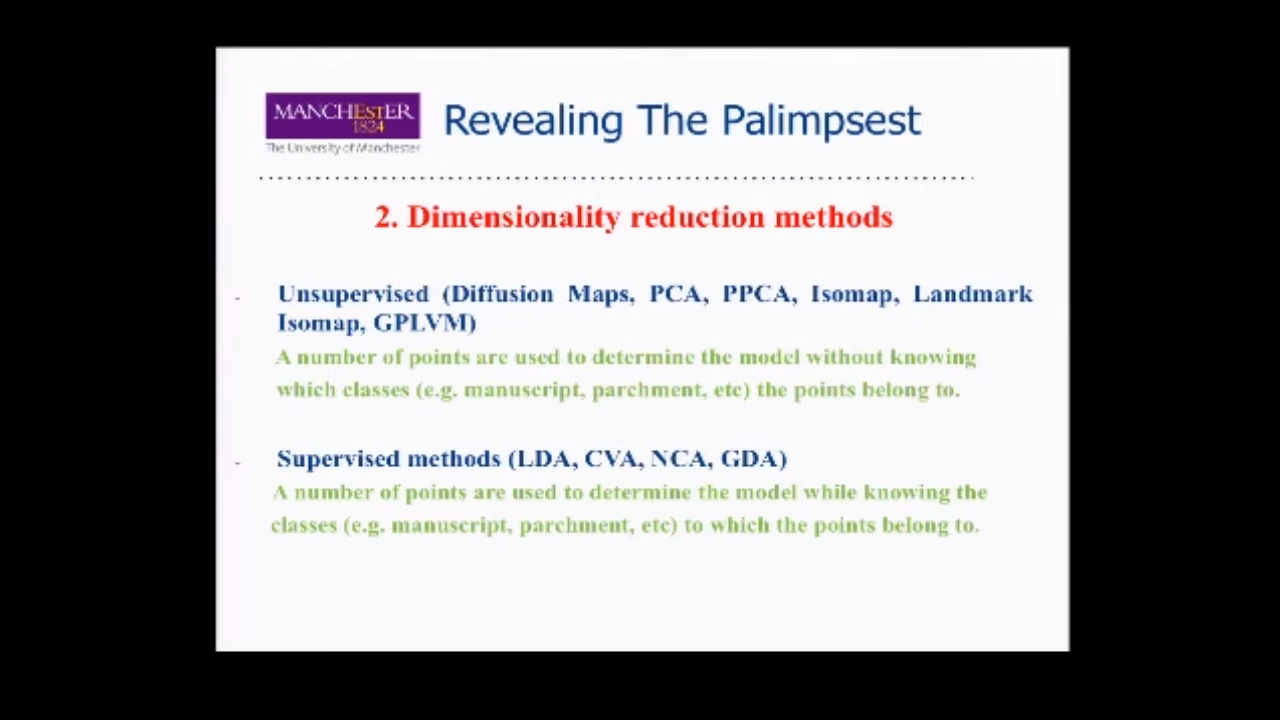 MANCHESTER
1824
The University of Manchester
Revealing The Palimpsest
2. Dimensionality reduction methods
- Unsupervised (Diffusion Maps, PCA, PPCA, Isomap, Landmark
Isomap, GPLVM)
A number of points are used to determine the model without knowing
which classes (e.g. manuscript, parchment, etc) the points belong to.
- Supervised methods (LDA, CVA, NCA, GDA)
A number of points are used to determine the model while knowing the
classes (e.g. manuscript, parchment, etc) to which the points belong to.